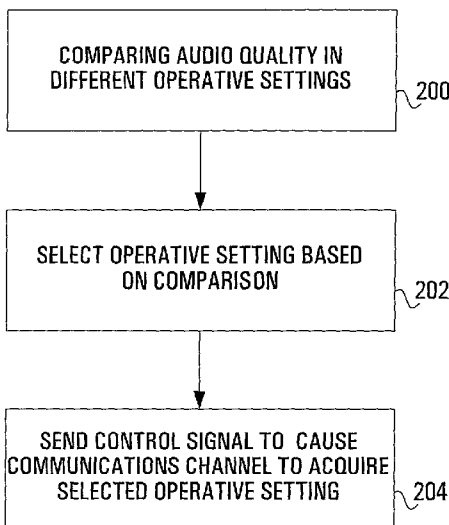 COMPARING AUDIO QUALITY IN
DIFFERENT OPERATIVE SETTINGS
200
SELECT OPERATIVE SETTING BASED
ON COMPARISON
202
SEND CONTROL SIGNAL TO CAUSE
COMMUNICATIONS CHANNEL TO ACQUIRE
SELECTED OPERATIVE SETTING
204